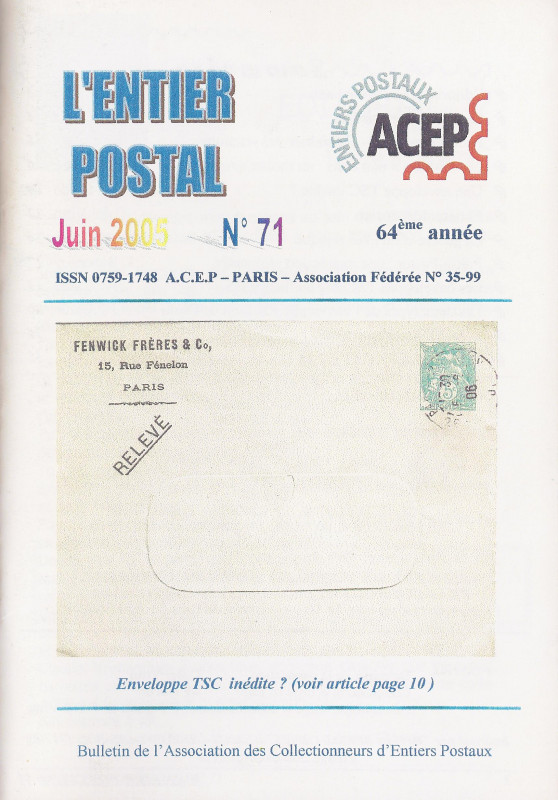 L'ENTIER
POSTAL
ENTIERS POSTAUX
ACEP
Juin 2005 N° 71
64ème année
ISSN 0759-1748 A.C.E.P – PARIS – Association Fédérée N° 35-99
FENWICK FRÈRES & Co,
15, Rue Fénelon
PARIS
RELEVÉ
Enveloppe TSC inédite ? (voir article page 10 )
Bulletin de l'Association des Collectionneurs d'Entiers Postaux